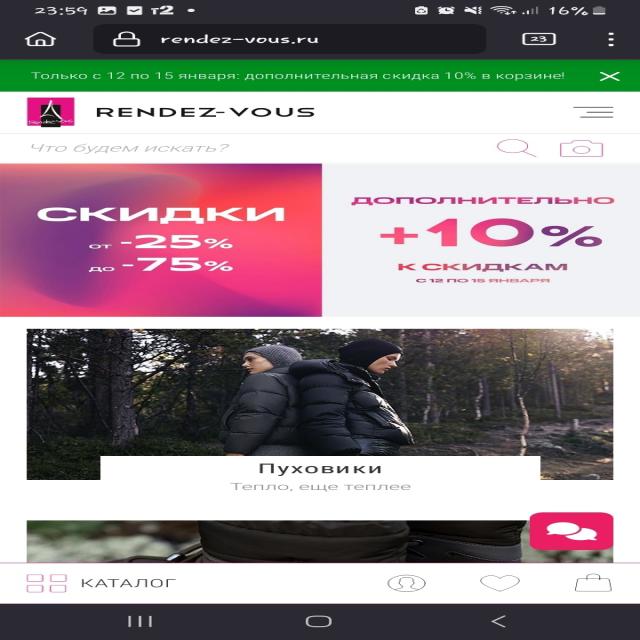 23:59 T2 16%
rendez-vous.ru 23
Только с 12 по 15 января: дополнительная скидка 10% в корзине!
RENDEZ-VOUS
Что будем искать?
СКИДКИ
от -25%
до -75%
ДОПОЛНИТЕЛЬНО
+10%
К СКИДКАМ
С 12 ПО 15 ЯНВАРЯ
Пуховики
Тепло, еще теплее
КАТАЛОГ